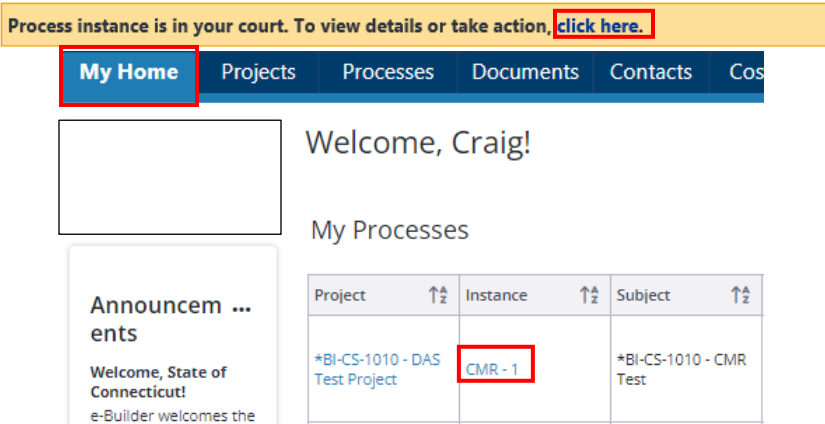 Process instance is in your court. To view details or take action, click here.
My Home Projects Processes Documents Contacts Cos
Welcome, Craig!
My Processes
Announcem ...
ents
Welcome, State of
Connecticut!
e-Builder welcomes the
Project Instance Subject
*BI-CS-1010 - DAS
Test Project
CMR - 1
*BI-CS-1010 - CMR
Test